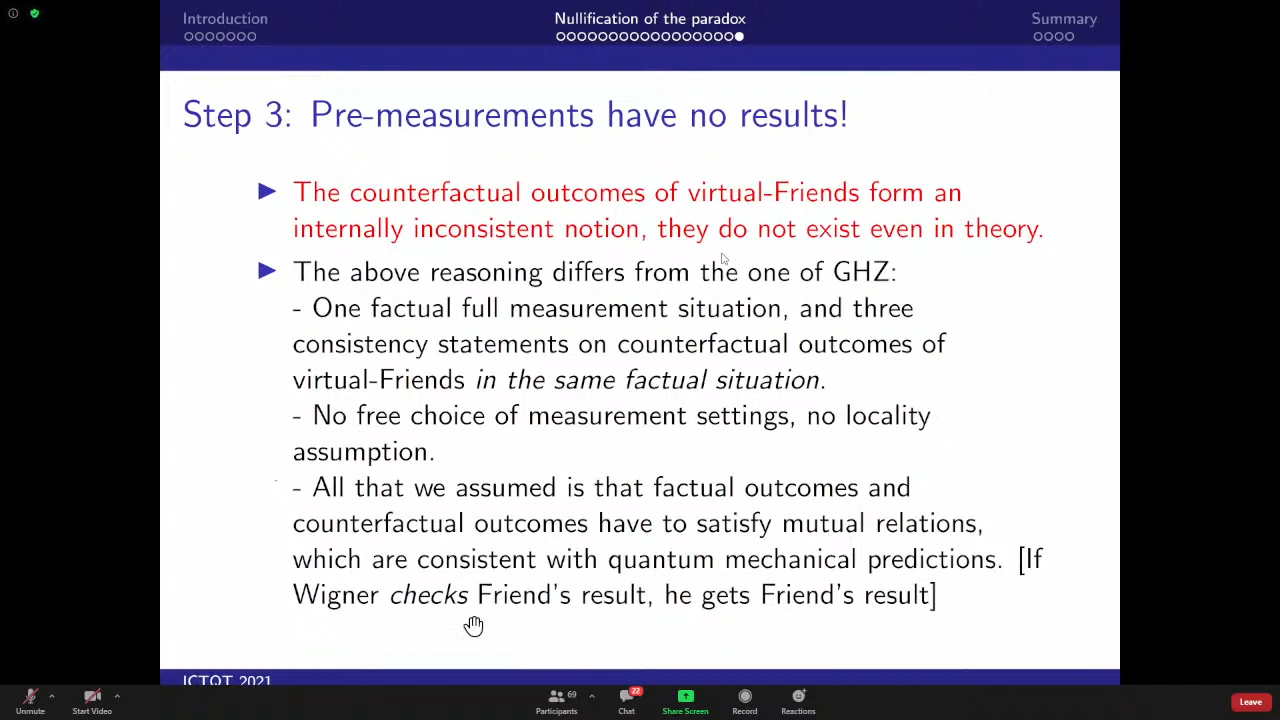 Introduction
Nullification of the paradox
Summary
Step 3: Pre-measurements have no results!
The counterfactual outcomes of virtual-Friends form an
internally inconsistent notion, they do not exist even in theory.
The above reasoning differs from the one of GHZ:
- One factual full measurement situation, and three
consistency statements on counterfactual outcomes of
virtual-Friends in the same factual situation.
- No free choice of measurement settings, no locality
assumption.
- All that we assumed is that factual outcomes and
counterfactual outcomes have to satisfy mutual relations,
which are consistent with quantum mechanical predictions. [If
Wigner checks Friend's result, he gets Friend's result]
ICTQT 2021
Unmute
Start Video
69
Participants
22
Chat
Share Screen
Record
Reactions
Leave